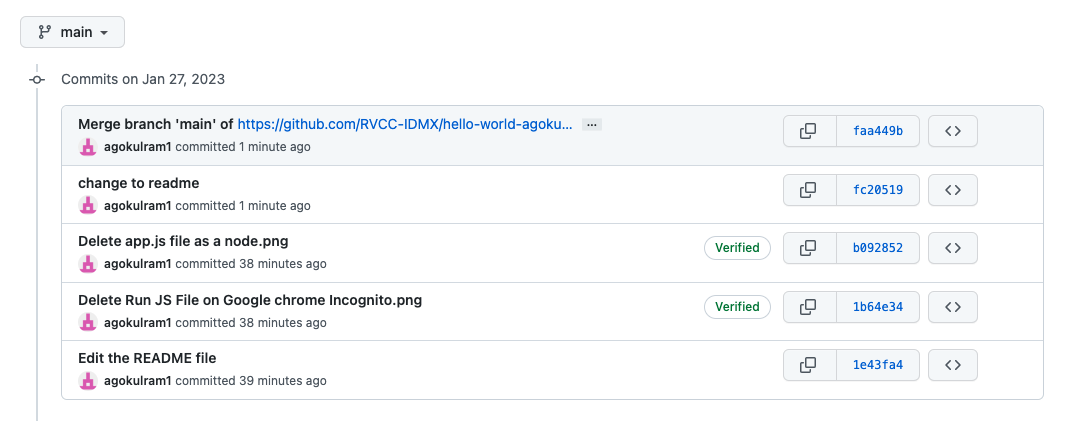 main
Commits on Jan 27, 2023
Merge branch 'main' of https://github.com/RVCC-IDMX/hello-world-agoku... ...
agokulram1 committed 1 minute ago
faa449b
change to readme
agokulram1 committed 1 minute ago
fc20519
Delete app.js file as a node.png
agokulram1 committed 38 minutes ago
Verified
b092852
Delete Run JS File on Google chrome Incognito.png
agokulram1 committed 38 minutes ago
Verified
1b64e34
Edit the README file
agokulram1 committed 39 minutes ago
1e43fa4